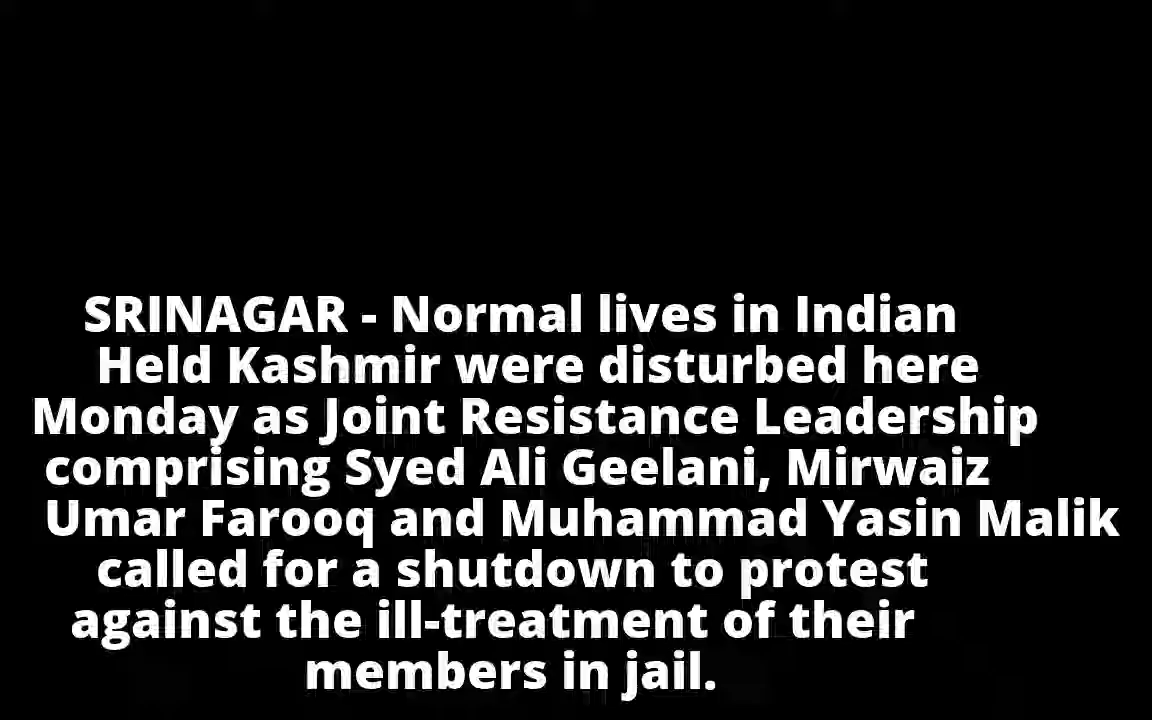 SRINAGAR - Normal lives in Indian
Held Kashmir were disturbed here
Monday as Joint Resistance Leadership
comprising Syed Ali Geelani, Mirwaiz
Umar Farooq and Muhammad Yasin Malik
called for a shutdown to protest
against the ill-treatment of their
members in jail.